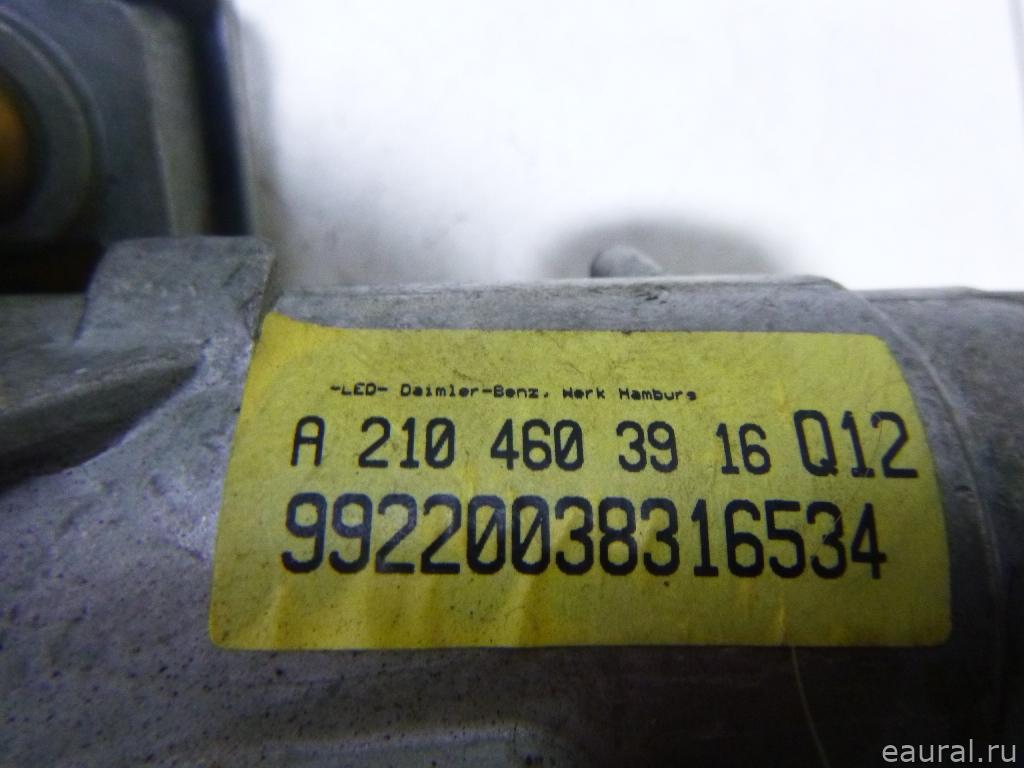 -LED- Daimler-Benz, Werk Hamburg
A 210 460 39 16 Q12
99220038316534
eaural.ru